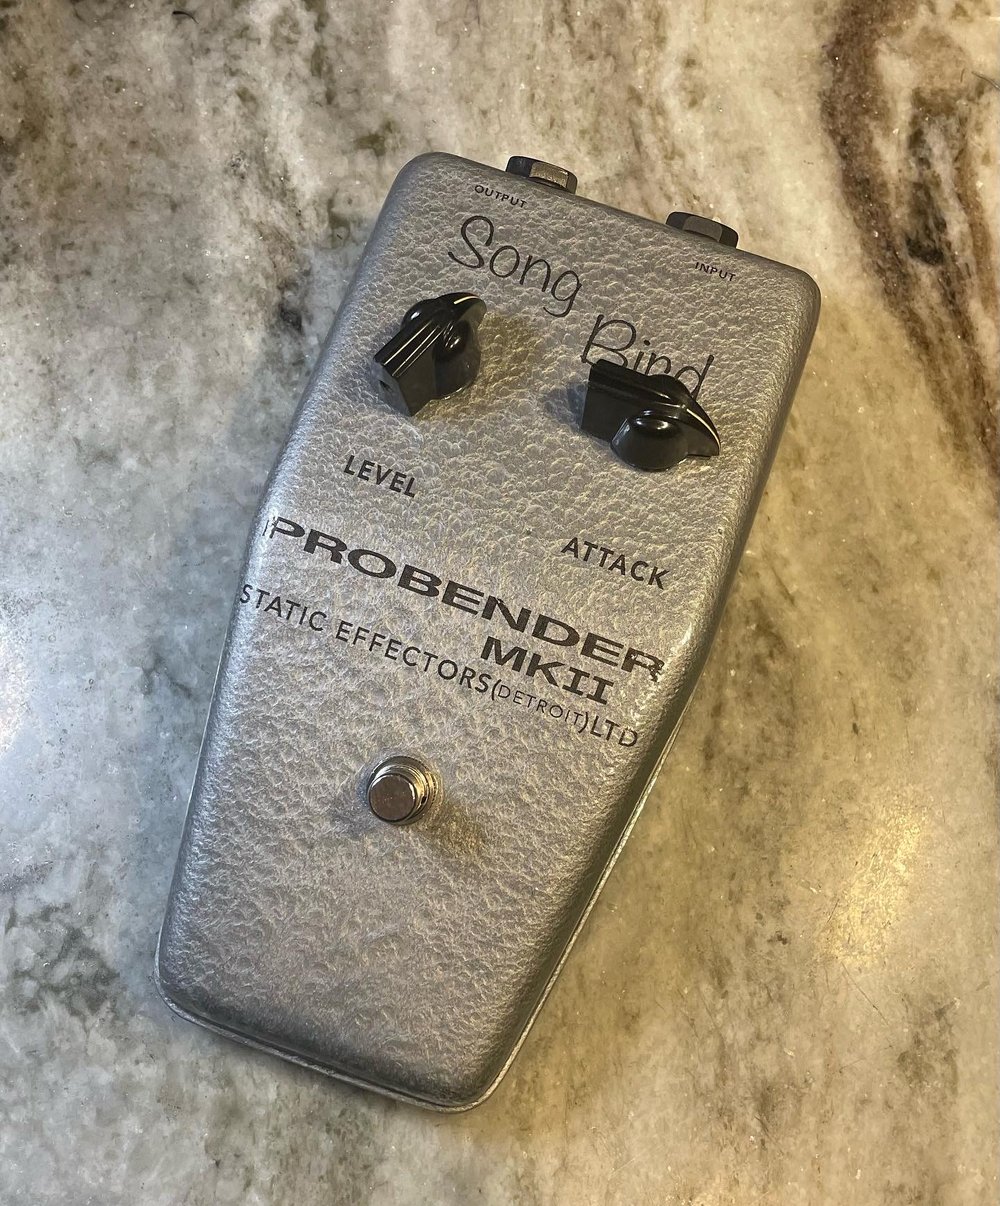 OUTPUT
INPUT
Song Bird
LEVEL
ATTACK
PROBENDER
MKII
STATIC EFFECTORS(DETROIT)LTD